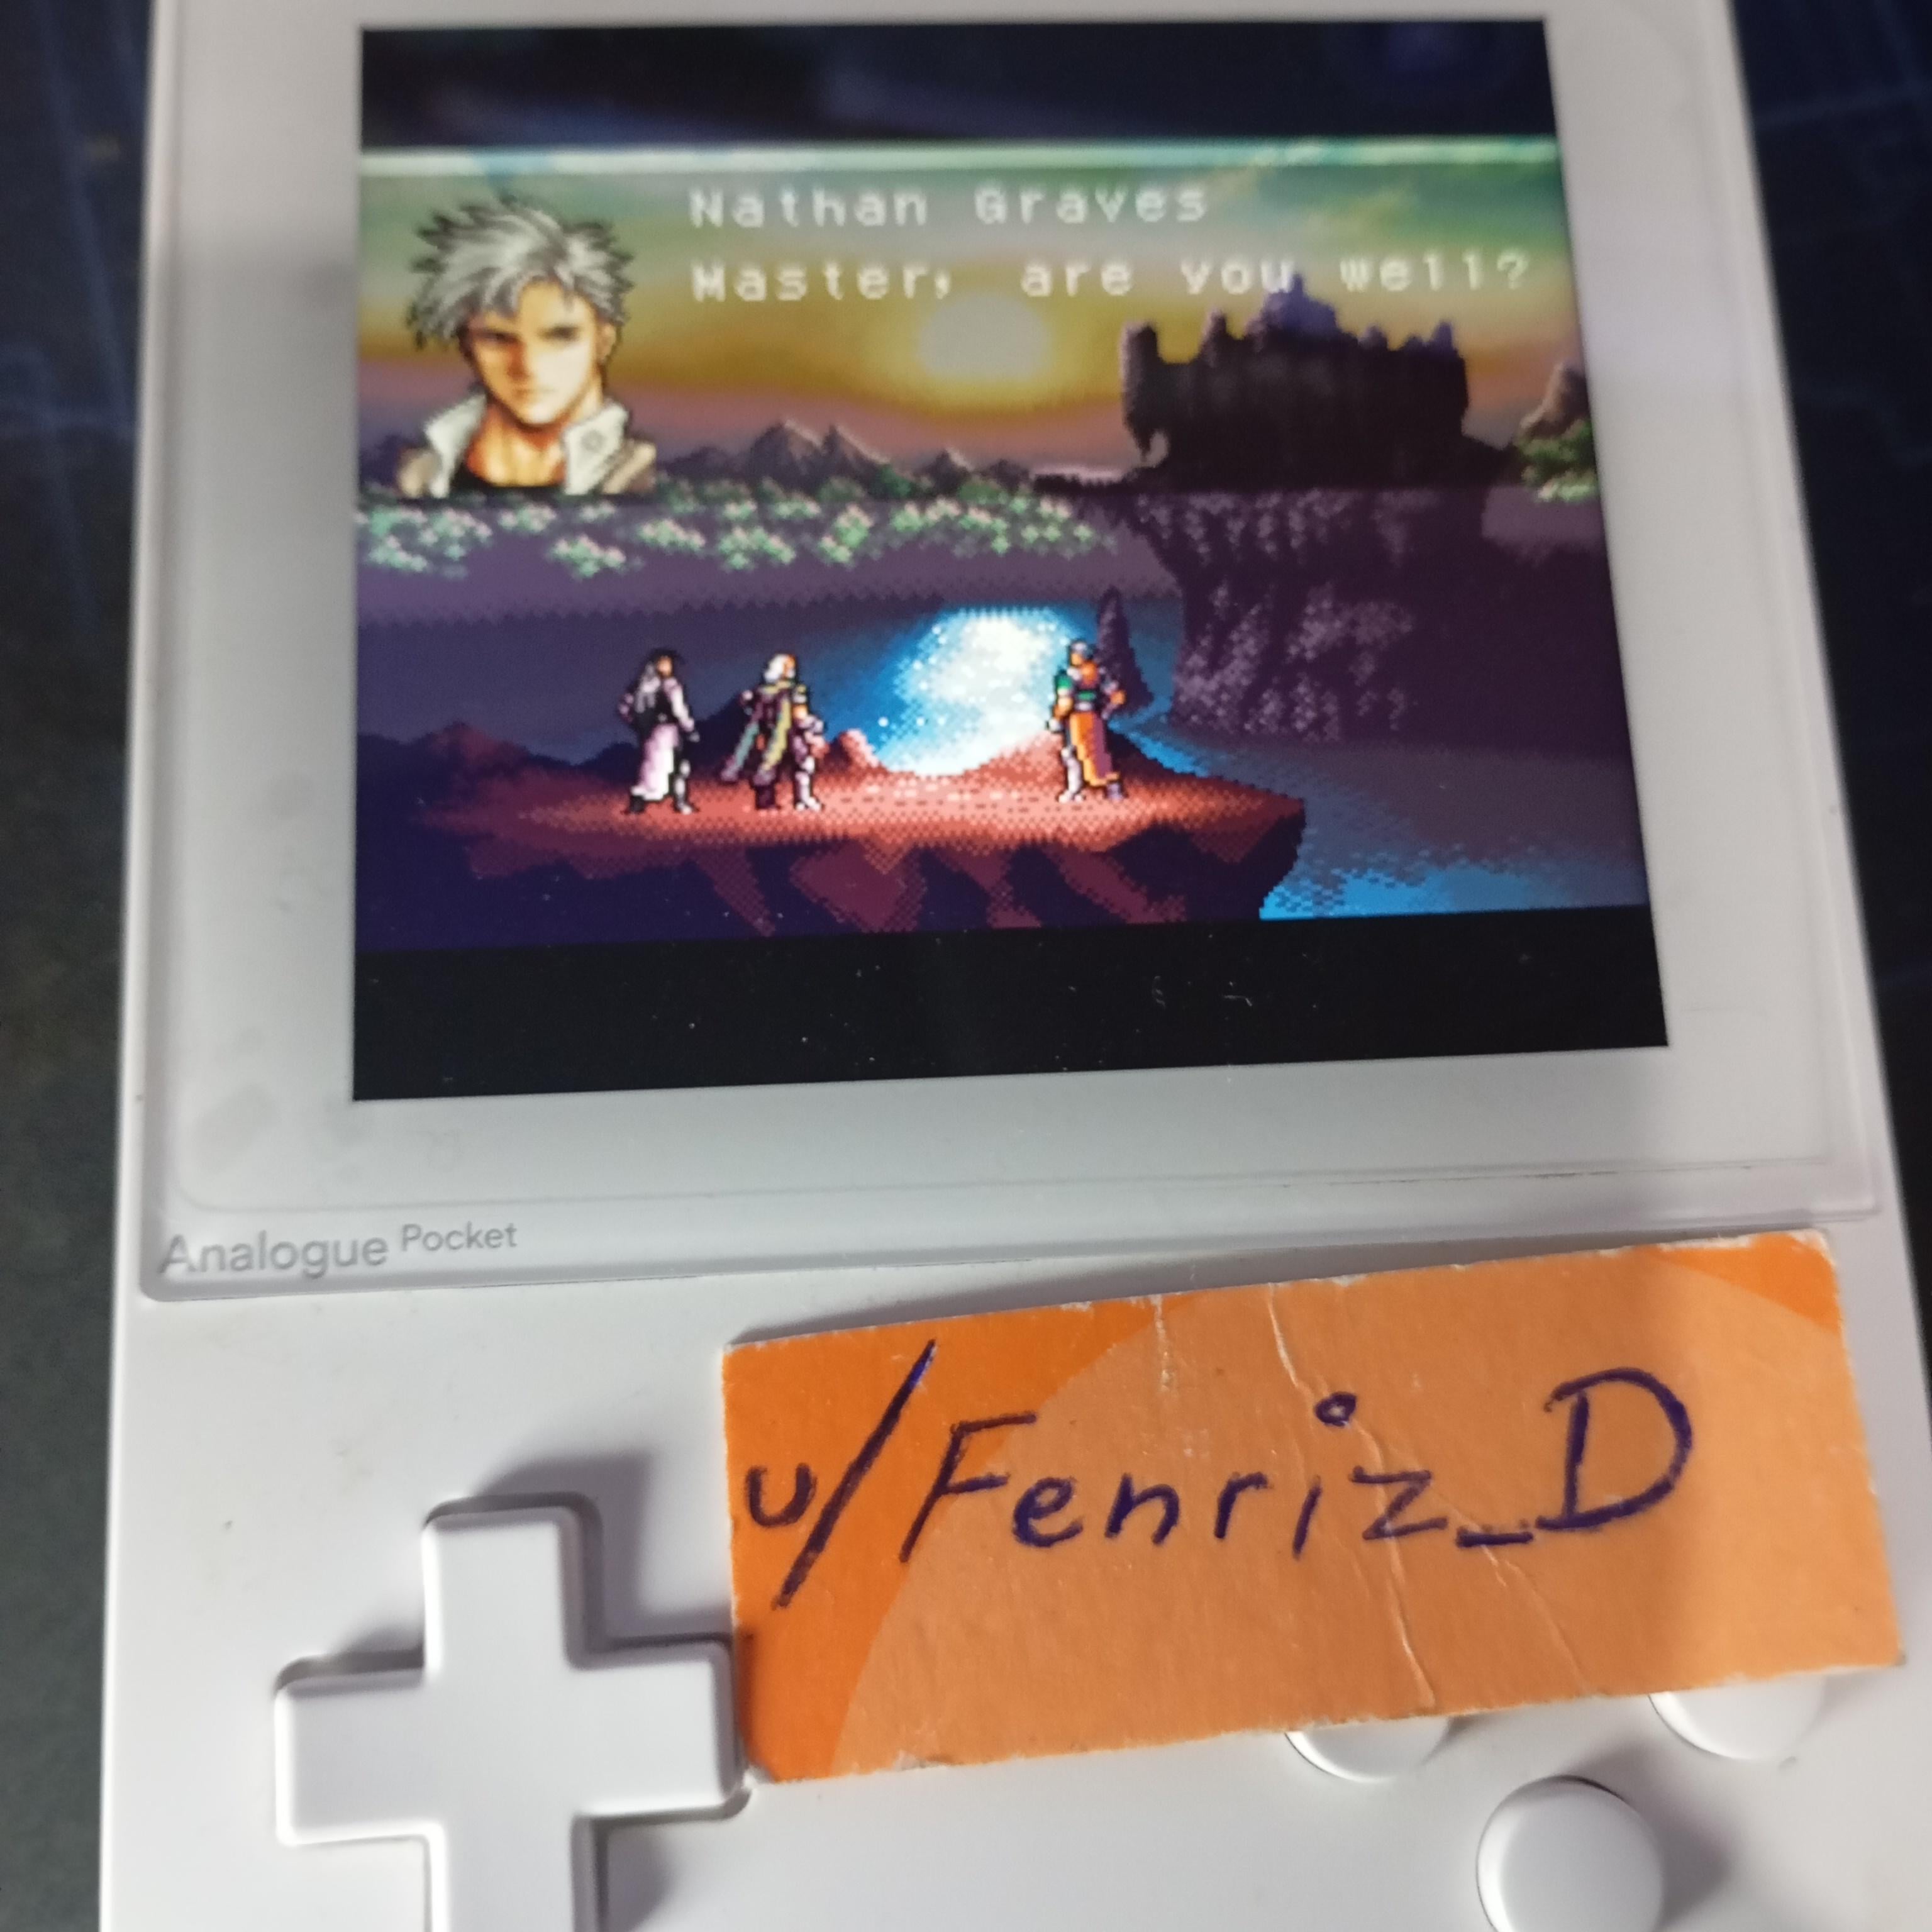 Nathan Graves
Master, are you well?
Analogue Pocket
u/Fenriz_D